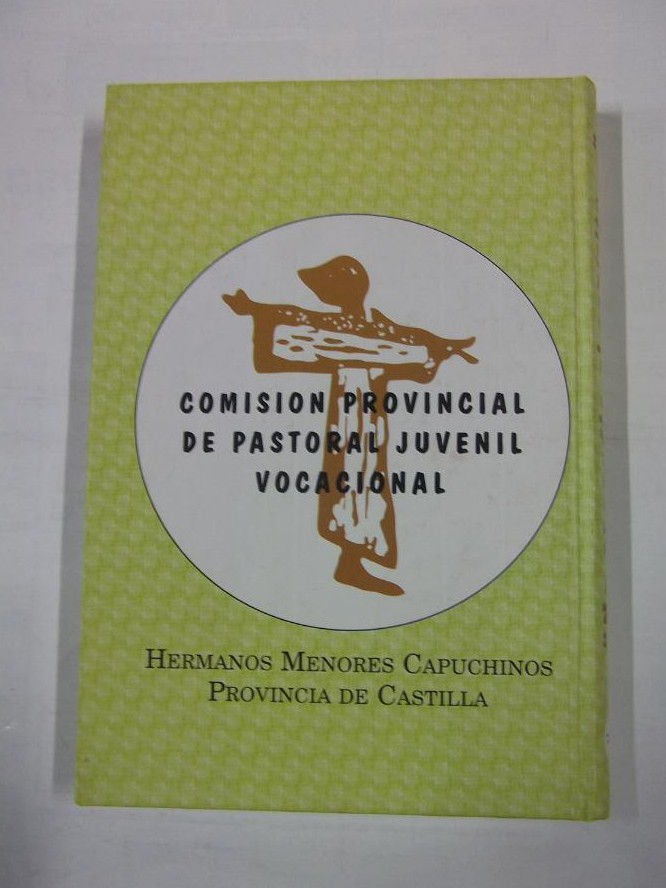 COMISION PROVINCIAL
DE PASTORAL JUVENIL
VOCACIONAL
HERMANOS MENORES CAPUCHINOS
PROVINCIA DE CASTILLA